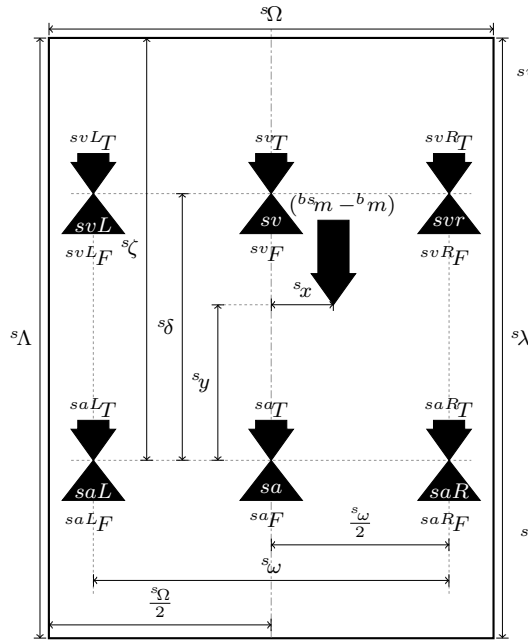 ˢΩ
ˢᵛᴸT ˢᵛT ˢᵛᴿT ˢᵛ
(ᵇˢm − ᵇm)
svL sv svr
ˢᵛᴸF ˢζ ˢᵛF ˢᵛᴿF
ˢx
ˢΛ ˢδ ˢλ
ˢy
ˢᵃᴸT ˢᵃT ˢᵃᴿT
saL sa saR
ˢᵃᴸF ˢᵃF ˢᵃᴿF
ˢω/2
ˢω
ˢΩ/2